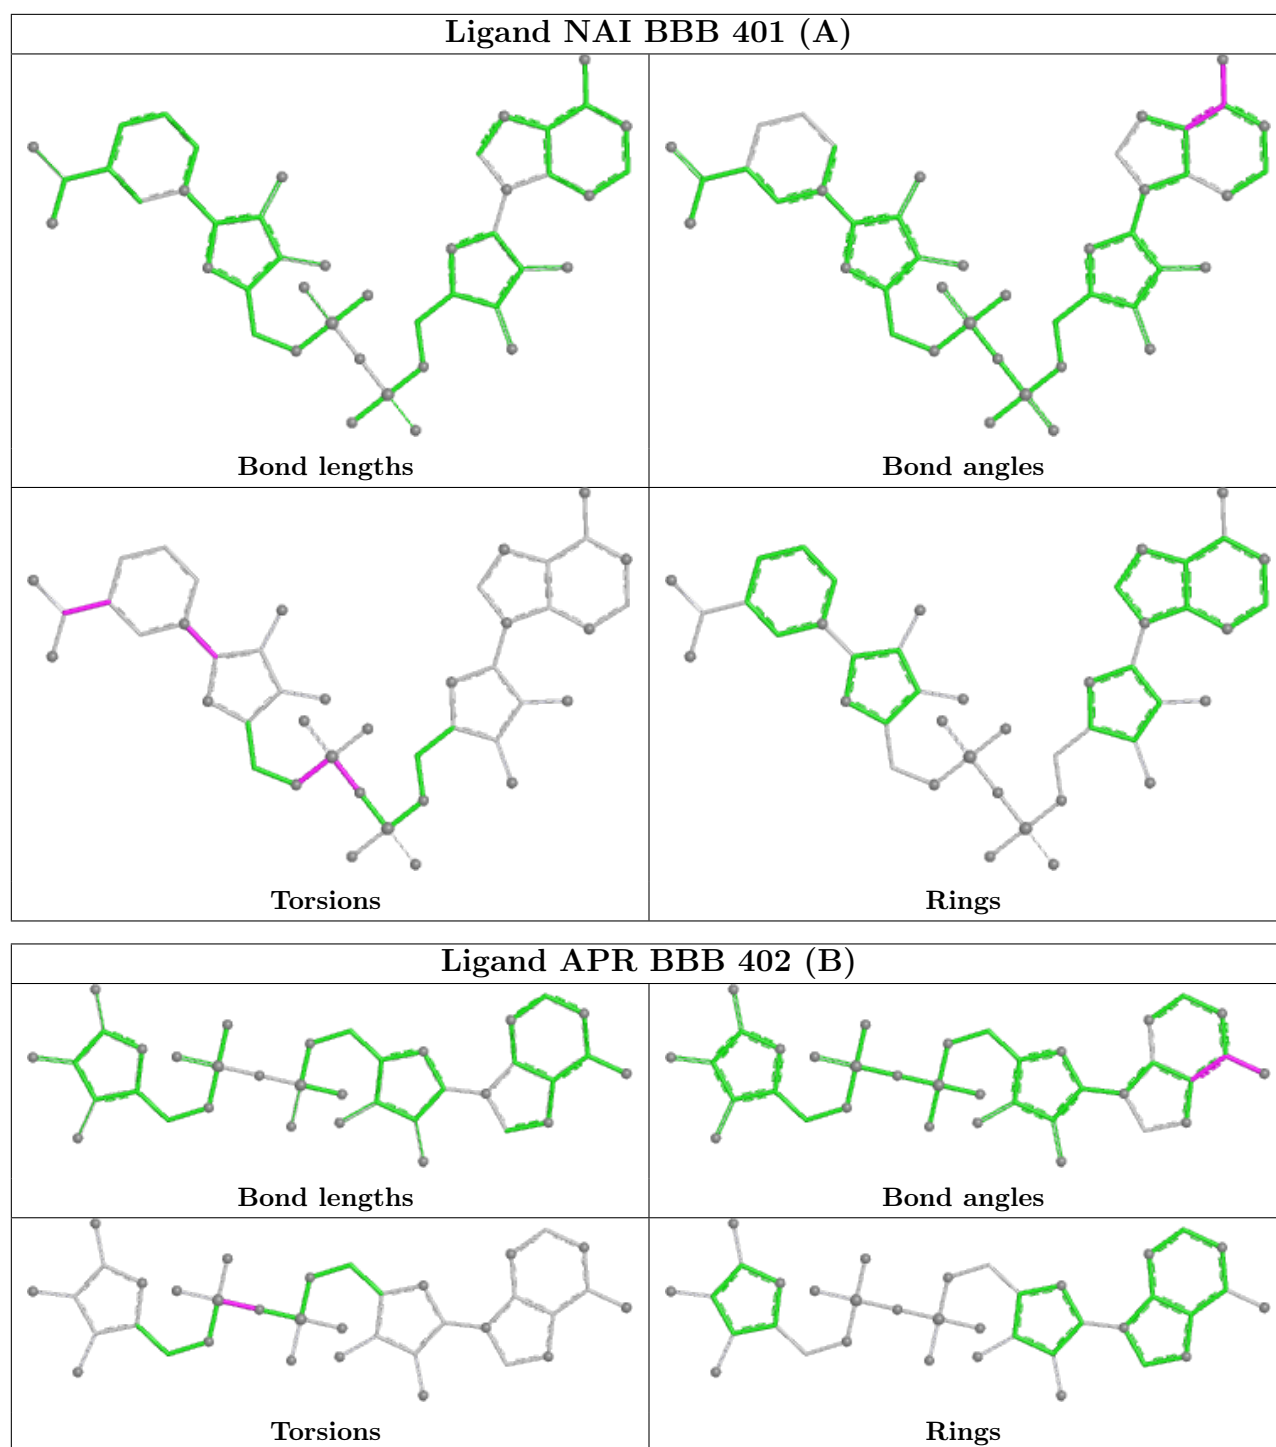 Ligand NAI BBB 401 (A)
Bond lengths
Bond angles
Torsions
Rings
Ligand APR BBB 402 (B)
Bond lengths
Bond angles
Torsions
Rings